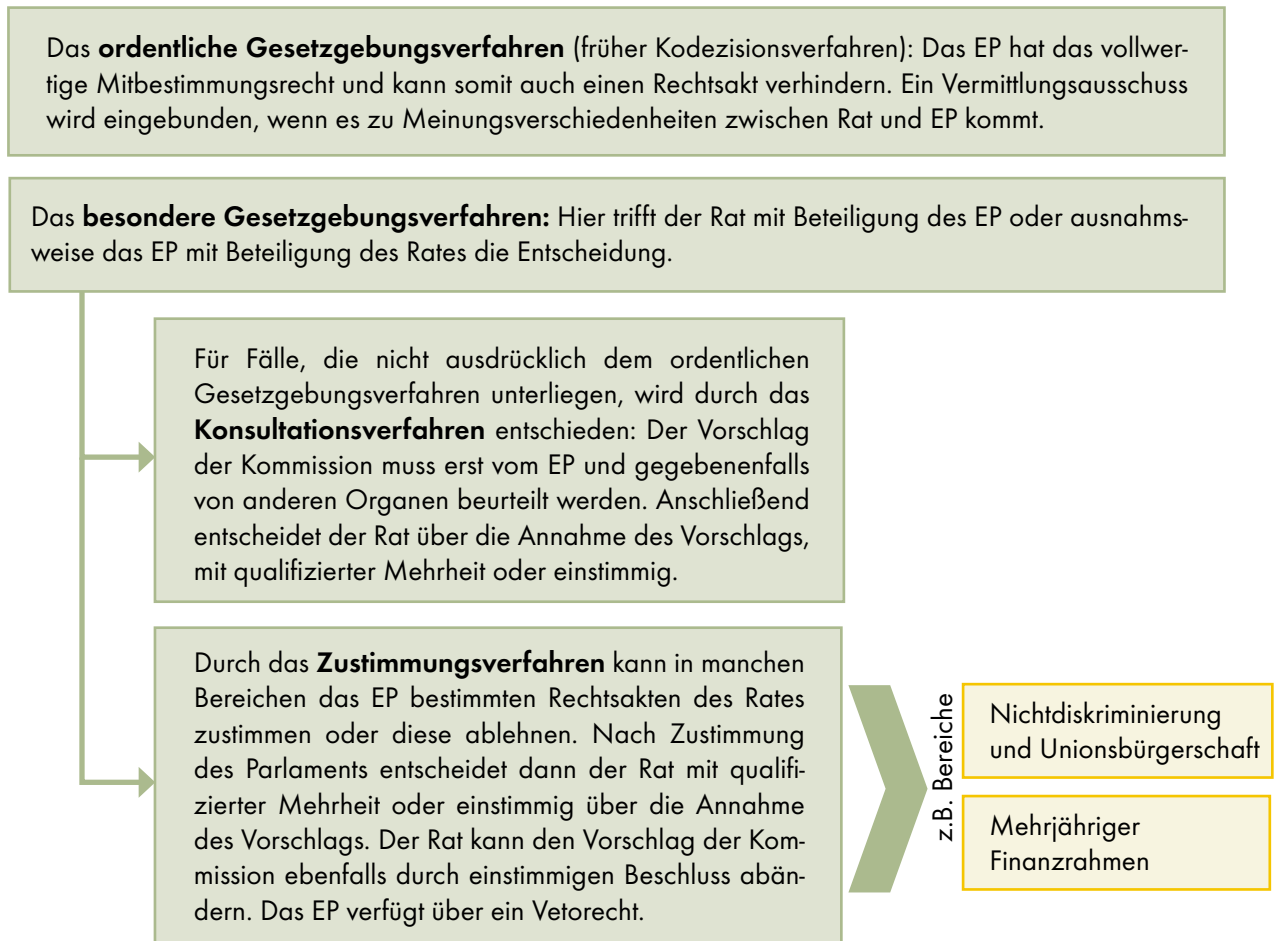 Das ordentliche Gesetzgebungsverfahren (früher Kodezisionsverfahren): Das EP hat das vollwer-
tige Mitbestimmungsrecht und kann somit auch einen Rechtsakt verhindern. Ein Vermittlungsausschuss
wird eingebunden, wenn es zu Meinungsverschiedenheiten zwischen Rat und EP kommt.
Das besondere Gesetzgebungsverfahren: Hier trifft der Rat mit Beteiligung des EP oder ausnahms-
weise das EP mit Beteiligung des Rates die Entscheidung.
Für Fälle, die nicht ausdrücklich dem ordentlichen
Gesetzgebungsverfahren unterliegen, wird durch das
Konsultationsverfahren entschieden: Der Vorschlag
der Kommission muss erst vom EP und gegebenenfalls
von anderen Organen beurteilt werden. Anschließend
entscheidet der Rat über die Annahme des Vorschlags,
mit qualifizierter Mehrheit oder einstimmig.
Durch das Zustimmungsverfahren kann in manchen
Bereichen das EP bestimmten Rechtsakten des Rates
zustimmen oder diese ablehnen. Nach Zustimmung
des Parlaments entscheidet dann der Rat mit qualifi-
zierter Mehrheit oder einstimmig über die Annahme
des Vorschlags. Der Rat kann den Vorschlag der Kom-
mission ebenfalls durch einstimmigen Beschluss abän-
dern. Das EP verfügt über ein Vetorecht.
z.B. Bereiche
Nichtdiskriminierung
und Unionsbürgerschaft
Mehrjähriger
Finanzrahmen